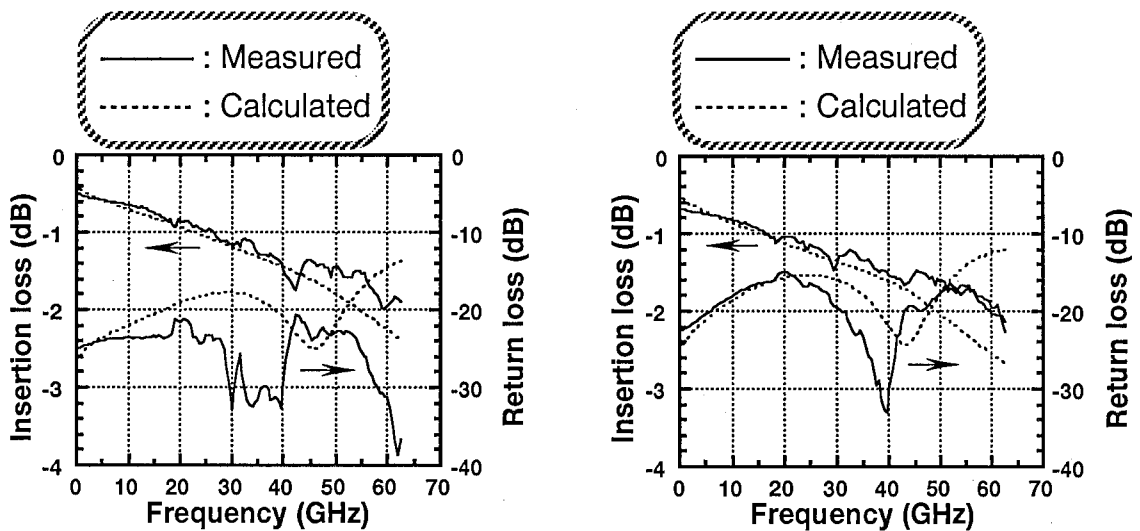 : Measured
: Calculated
Insertion loss (dB)
0
-1
-2
-3
-4
0
-10
-20
-30
-40
Return loss (dB)
0 10 20 30 40 50 60 70
Frequency (GHz)
: Measured
: Calculated
Insertion loss (dB)
0
-1
-2
-3
-4
0
-10
-20
-30
-40
Return loss (dB)
0 10 20 30 40 50 60 70
Frequency (GHz)